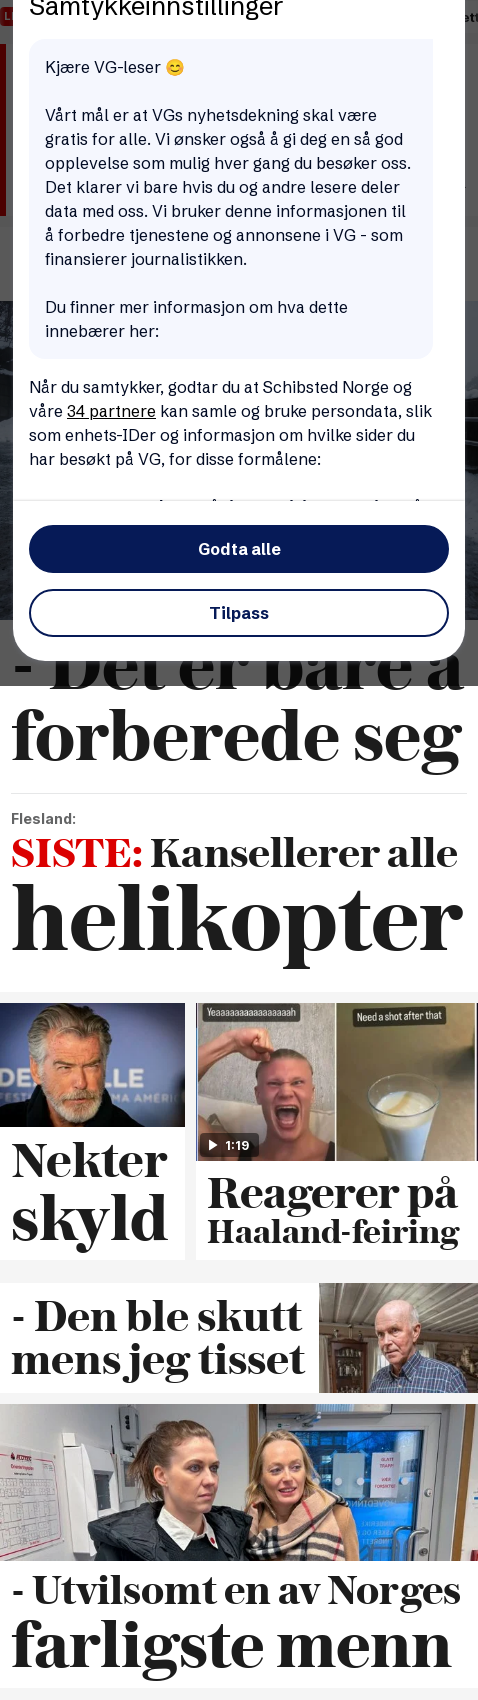 Samtykkeinnstillinger
Kjære VG-leser 😊
Vårt mål er at VGs nyhetsdekning skal være
gratis for alle. Vi ønsker også å gi deg en så god
opplevelse som mulig hver gang du besøker oss.
Det klarer vi bare hvis du og andre lesere deler
data med oss. Vi bruker denne informasjonen til
å forbedre tjenestene og annonsene i VG - som
finansierer journalistikken.
Du finner mer informasjon om hva dette
innebærer her:
Når du samtykker, godtar du at Schibsted Norge og
våre 34 partnere kan samle og bruke persondata, slik
som enhets-IDer og informasjon om hvilke sider du
har besøkt på VG, for disse formålene:
Godta alle
Tilpass
- Det er bare å
forberede seg
Flesland:
SISTE: Kansellerer alle
helikopter
Yeaaaaaaaaaaaaaaah
Need a shot after that
1:19
Nekter
skyld
Reagerer på
Haaland-feiring
- Den ble skutt
mens jeg tisset
- Utvilsomt en av Norges
farligste menn